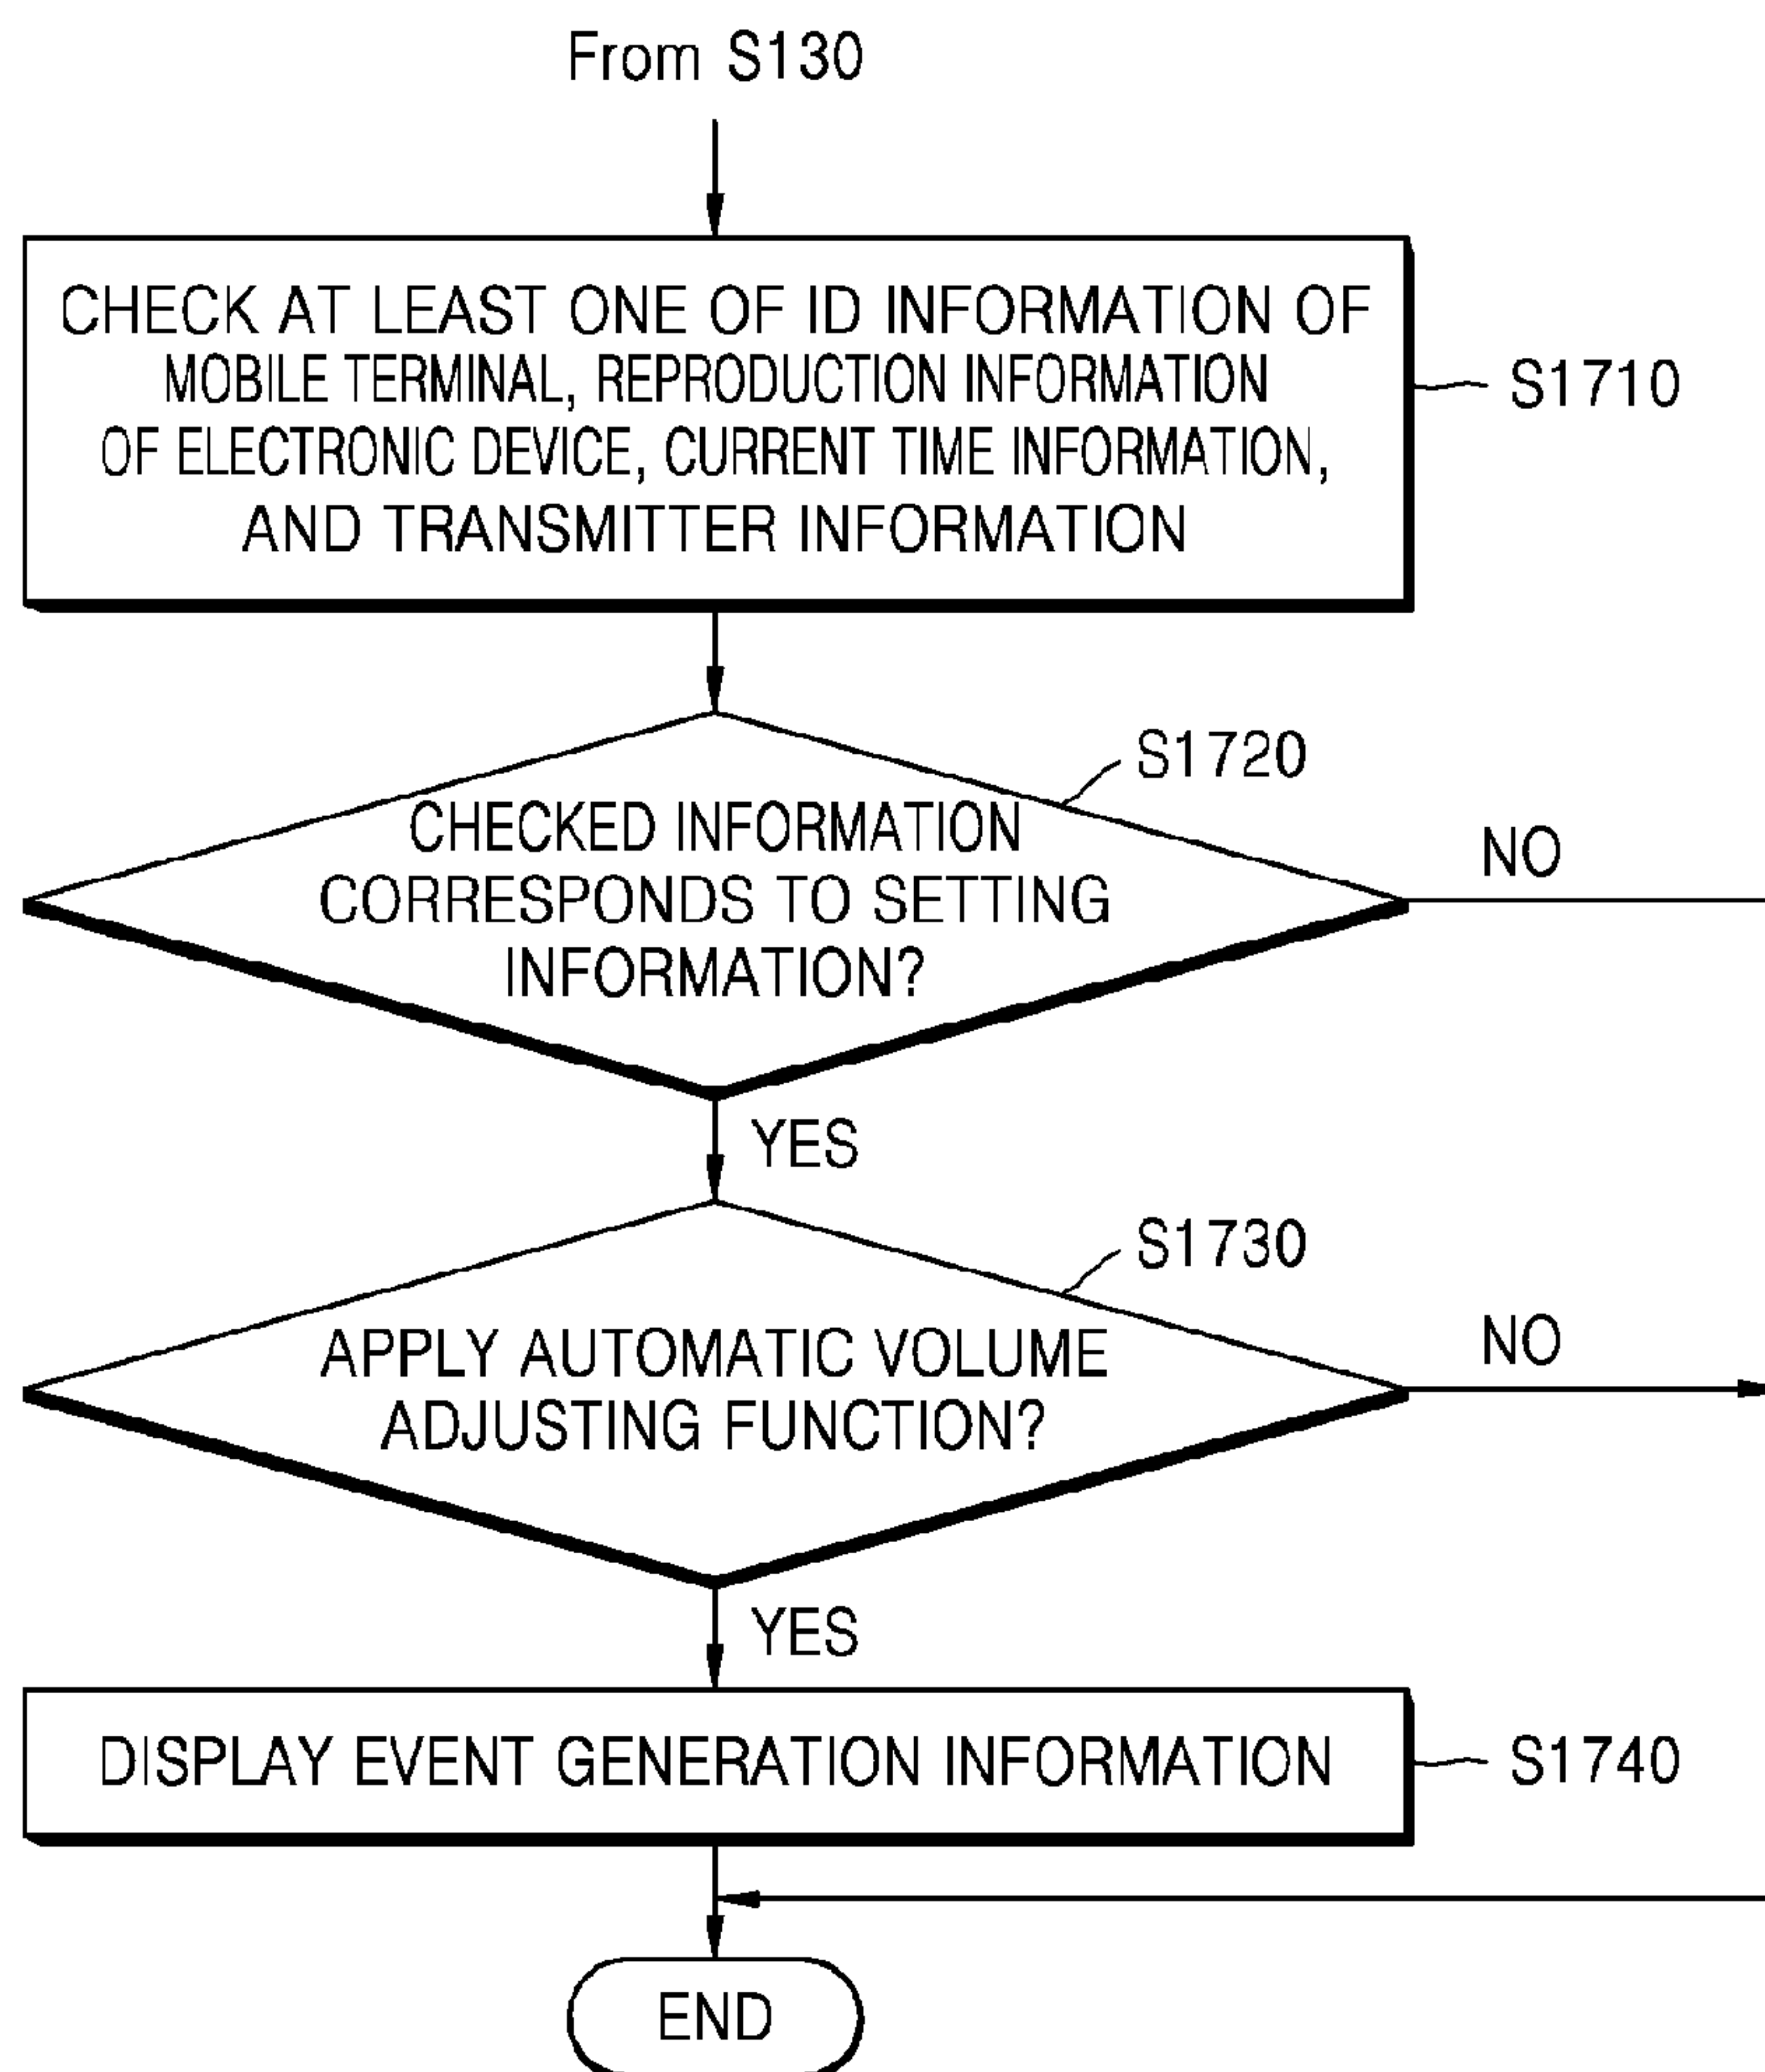 From S130
CHECK AT LEAST ONE OF ID INFORMATION OF
MOBILE TERMINAL, REPRODUCTION INFORMATION
OF ELECTRONIC DEVICE, CURRENT TIME INFORMATION,
AND TRANSMITTER INFORMATION
S1710
S1720
CHECKED INFORMATION
CORRESPONDS TO SETTING
INFORMATION?
NO
YES
S1730
APPLY AUTOMATIC VOLUME
ADJUSTING FUNCTION?
NO
YES
DISPLAY EVENT GENERATION INFORMATION
S1740
END